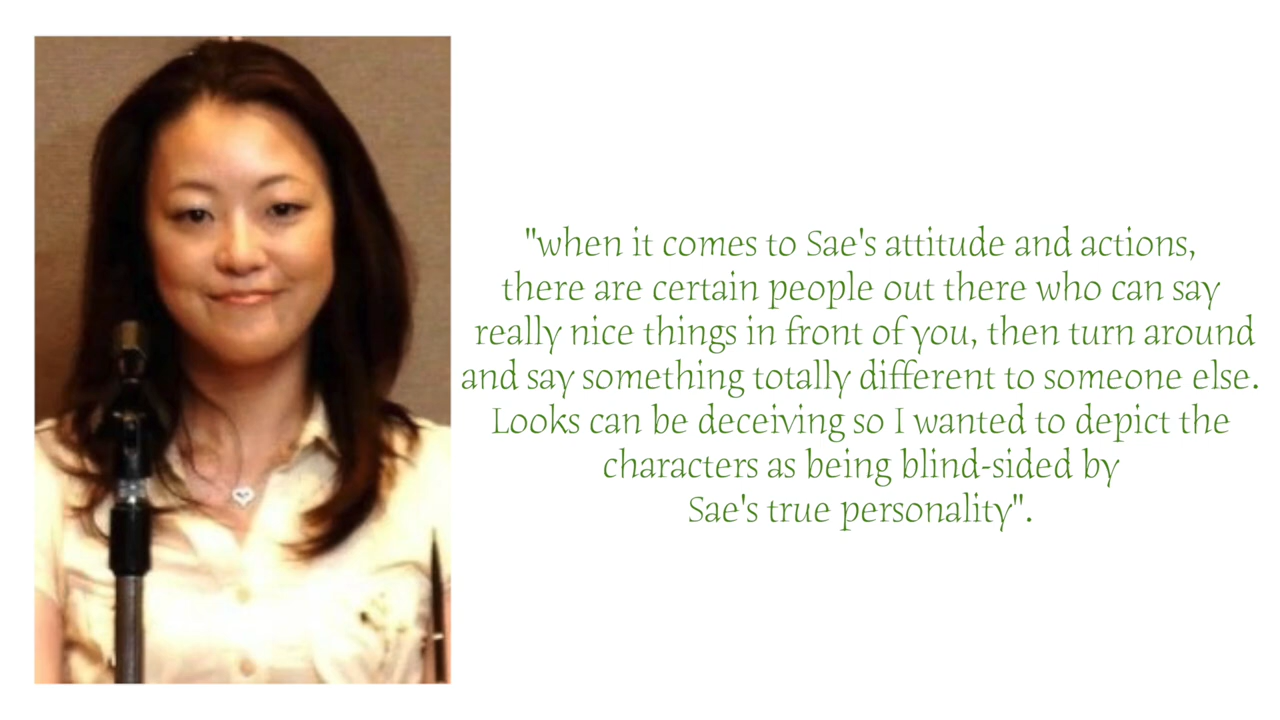 "when it comes to Sae's attitude and actions,
there are certain people out there who can say
really nice things in front of you, then turn around
and say something totally different to someone else.
Looks can be deceiving so I wanted to depict the
characters as being blind-sided by
Sae's true personality".